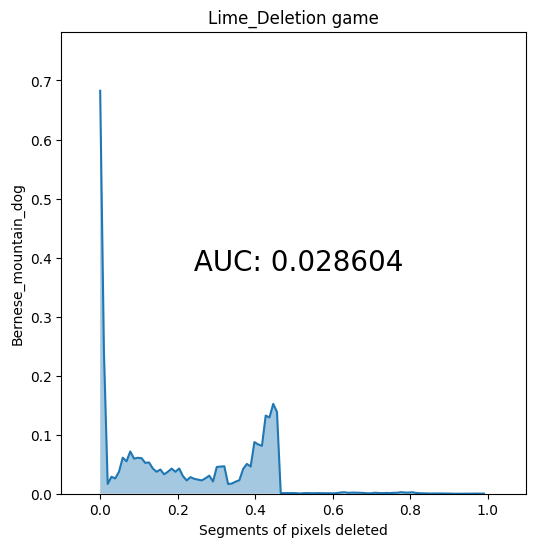 Lime_Deletion game
0.7
0.6
0.5
0.4
0.3
0.2
0.1
0.0
Bernese_mountain_dog
AUC: 0.028604
0.0 0.2 0.4 0.6 0.8 1.0
Segments of pixels deleted